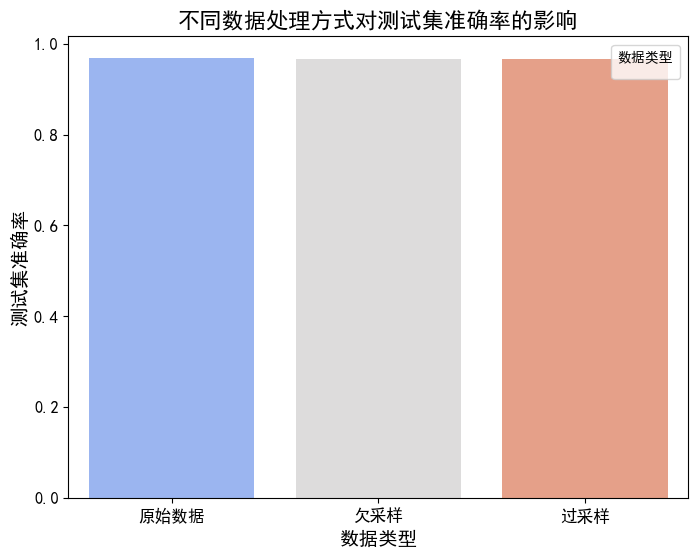 不同数据处理方式对测试集准确率的影响
数据类型
测试集准确率
1.0
0.8
0.6
0.4
0.2
0.0
原始数据
欠采样
过采样
数据类型